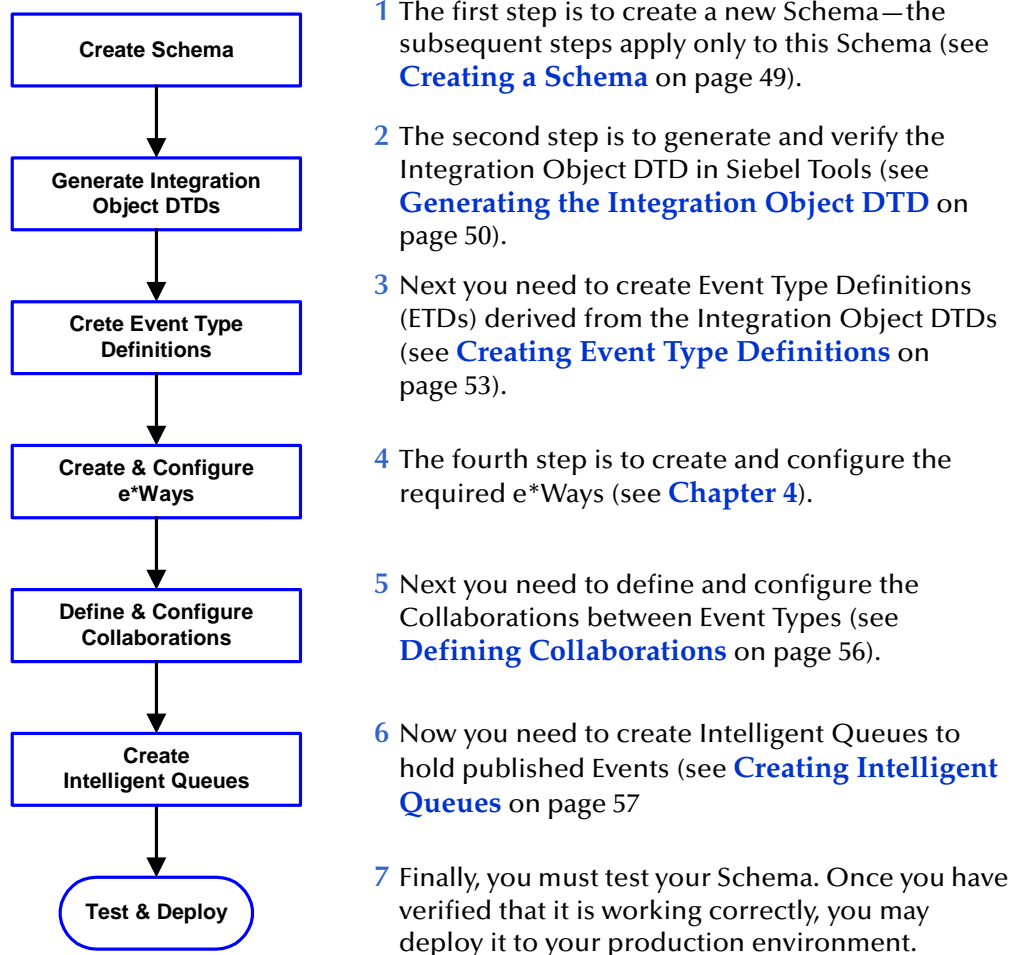 Create Schema
Generate Integration
Object DTDs
Crete Event Type
Definitions
Create & Configure
e*Ways
Define & Configure
Collaborations
Create
Intelligent Queues
Test & Deploy
1 The first step is to create a new Schema—the
subsequent steps apply only to this Schema (see
Creating a Schema on page 49).
2 The second step is to generate and verify the
Integration Object DTD in Siebel Tools (see
Generating the Integration Object DTD on
page 50).
3 Next you need to create Event Type Definitions
(ETDs) derived from the Integration Object DTDs
(see Creating Event Type Definitions on
page 53).
4 The fourth step is to create and configure the
required e*Ways (see Chapter 4).
5 Next you need to define and configure the
Collaborations between Event Types (see
Defining Collaborations on page 56).
6 Now you need to create Intelligent Queues to
hold published Events (see Creating Intelligent
Queues on page 57
7 Finally, you must test your Schema. Once you have
verified that it is working correctly, you may
deploy it to your production environment.